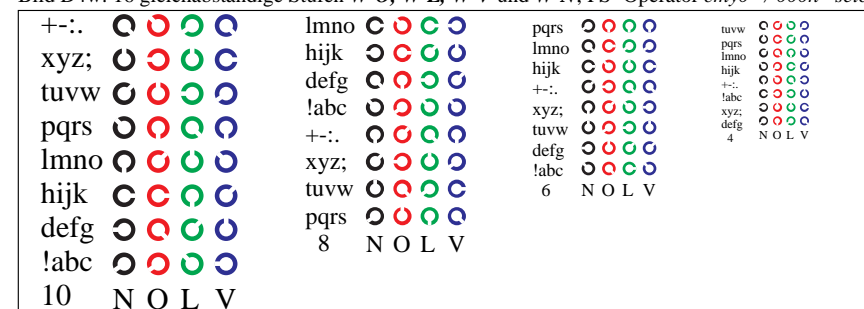 +-:.
xyz;
tuvw
pqrs
lmno
hijk
defg
!abc
10 N O L V
lmno
hijk
defg
!abc
+-:.
xyz;
tuvw
pqrs
8 N O L V
pqrs
lmno
hijk
+-:.
xyz;
tuvw
defg
!abc
6 N O L V
tuvw
pqrs
lmno
hijk
+-:.
!abc
xyz;
defg
4 N O L V